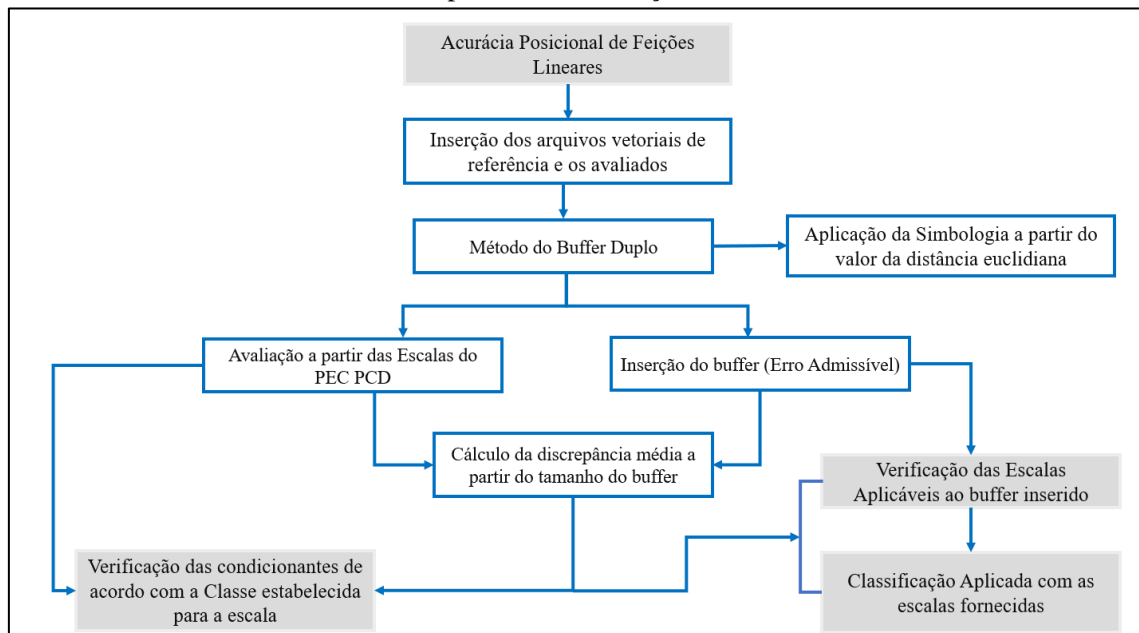 Acurácia Posicional de Feições
Lineares
Inserção dos arquivos vetoriais de
referência e os avaliados
Método do Buffer Duplo
Aplicação da Simbologia a partir do
valor da distância euclidiana
Avaliação a partir das Escalas do
PEC PCD
Inserção do buffer (Erro Admissível)
Cálculo da discrepância média a
partir do tamanho do buffer
Verificação das Escalas
Aplicáveis ao buffer inserido
Verificação das condicionantes de
acordo com a Classe estabelecida
para a escala
Classificação Aplicada com as
escalas fornecidas